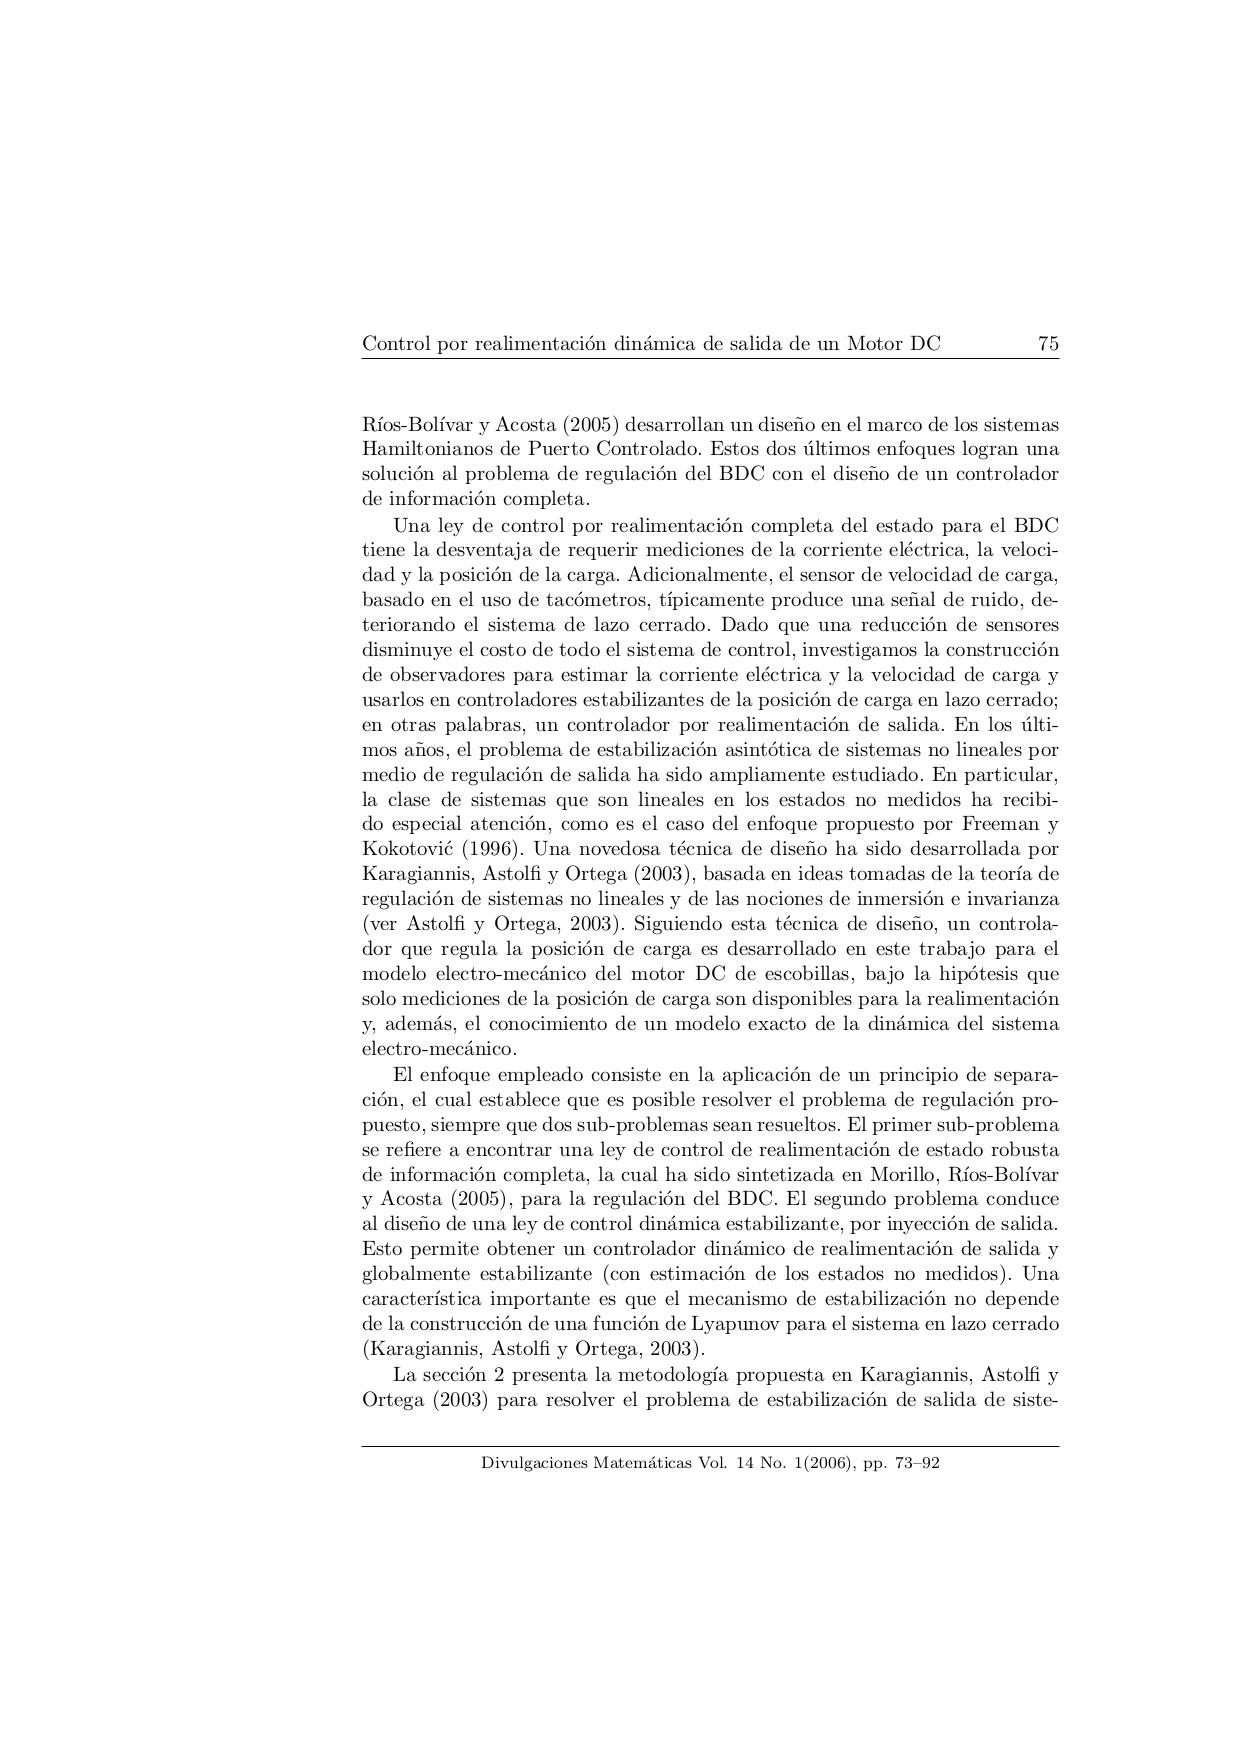 Control por realimentación dinámica de salida de un Motor DC 75
Ríos-Bolívar y Acosta (2005) desarrollan un diseño en el marco de los sistemas
Hamiltonianos de Puerto Controlado. Estos dos últimos enfoques logran una
solución al problema de regulación del BDC con el diseño de un controlador
de información completa.
Una ley de control por realimentación completa del estado para el BDC
tiene la desventaja de requerir mediciones de la corriente eléctrica, la veloci-
dad y la posición de la carga. Adicionalmente, el sensor de velocidad de carga,
basado en el uso de tacómetros, típicamente produce una señal de ruido, de-
teriorando el sistema de lazo cerrado. Dado que una reducción de sensores
disminuye el costo de todo el sistema de control, investigamos la construcción
de observadores para estimar la corriente eléctrica y la velocidad de carga y
usarlos en controladores estabilizantes de la posición de carga en lazo cerrado;
en otras palabras, un controlador por realimentación de salida. En los últi-
mos años, el problema de estabilización asintótica de sistemas no lineales por
medio de regulación de salida ha sido ampliamente estudiado. En particular,
la clase de sistemas que son lineales en los estados no medidos ha recibi-
do especial atención, como es el caso del enfoque propuesto por Freeman y
Kokotović (1996). Una novedosa técnica de diseño ha sido desarrollada por
Karagiannis, Astolfi y Ortega (2003), basada en ideas tomadas de la teoría de
regulación de sistemas no lineales y de las nociones de inmersión e invarianza
(ver Astolfi y Ortega, 2003). Siguiendo esta técnica de diseño, un controla-
dor que regula la posición de carga es desarrollado en este trabajo para el
modelo electro-mecánico del motor DC de escobillas, bajo la hipótesis que
solo mediciones de la posición de carga son disponibles para la realimentación
y, además, el conocimiento de un modelo exacto de la dinámica del sistema
electro-mecánico.
El enfoque empleado consiste en la aplicación de un principio de separa-
ción, el cual establece que es posible resolver el problema de regulación pro-
puesto, siempre que dos sub-problemas sean resueltos. El primer sub-problema
se refiere a encontrar una ley de control de realimentación de estado robusta
de información completa, la cual ha sido sintetizada en Morillo, Ríos-Bolívar
y Acosta (2005), para la regulación del BDC. El segundo problema conduce
al diseño de una ley de control dinámica estabilizante, por inyección de salida.
Esto permite obtener un controlador dinámico de realimentación de salida y
globalmente estabilizante (con estimación de los estados no medidos). Una
característica importante es que el mecanismo de estabilización no depende
de la construcción de una función de Lyapunov para el sistema en lazo cerrado
(Karagiannis, Astolfi y Ortega, 2003).
La sección 2 presenta la metodología propuesta en Karagiannis, Astolfi y
Ortega (2003) para resolver el problema de estabilización de salida de siste-
Divulgaciones Matemáticas Vol. 14 No. 1(2006), pp. 73–92